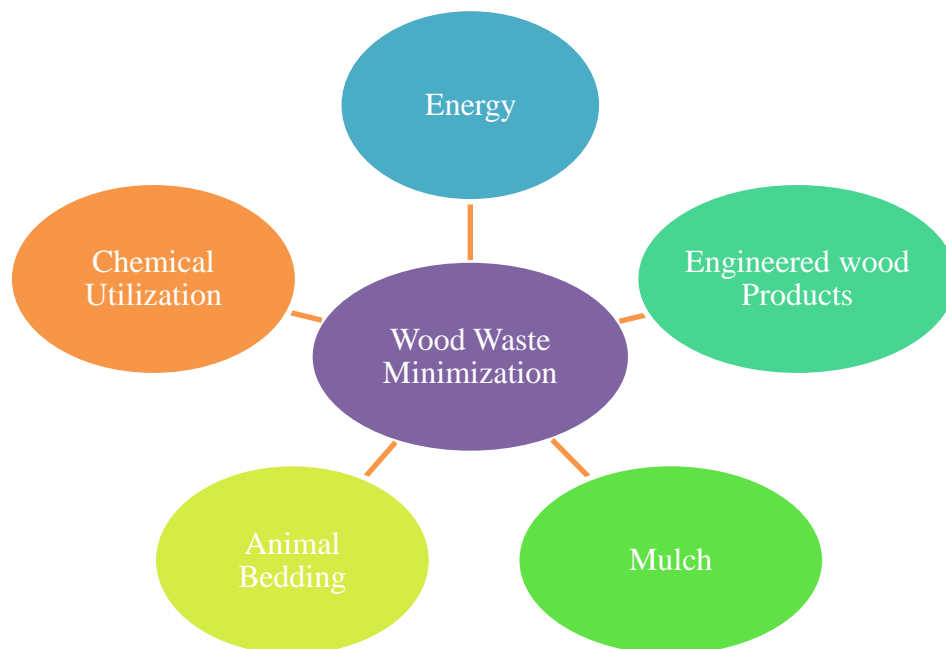 Energy
Chemical
Utilization
Engineered wood
Products
Wood Waste
Minimization
Animal
Bedding
Mulch